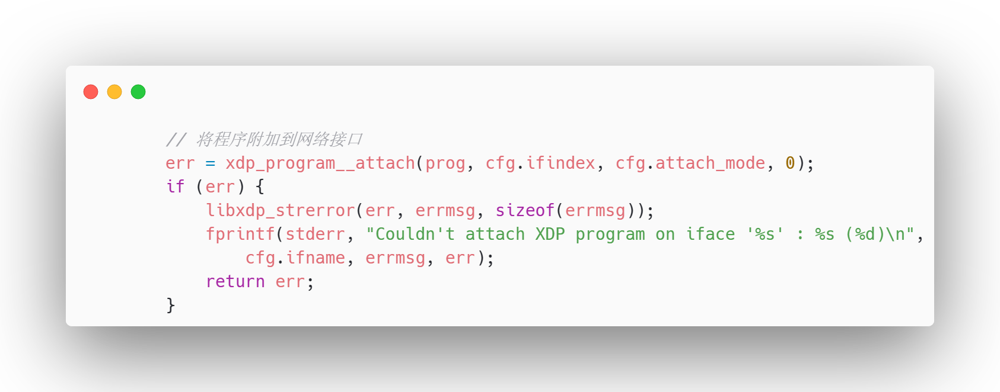 // 将程序附加到网络接口
err = xdp_program__attach(prog, cfg.ifindex, cfg.attach_mode, 0);
if (err) {
    libxdp_strerror(err, errmsg, sizeof(errmsg));
    fprintf(stderr, "Couldn't attach XDP program on iface '%s' : %s (%d)\n",
        cfg.ifname, errmsg, err);
    return err;
}